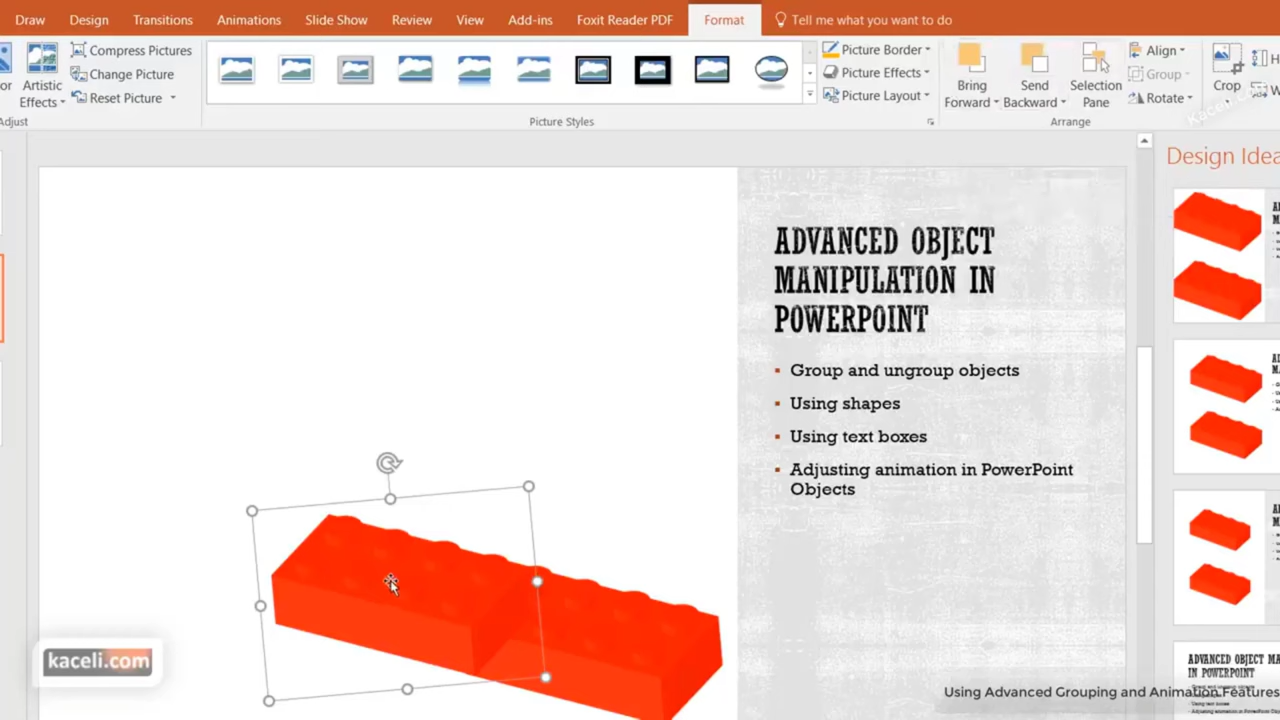 Draw Design Transitions Animations Slide Show Review View Add-ins Foxit Reader PDF Format Tell me what you want to do
Compress Pictures
Change Picture
Reset Picture
Artistic
Effects
Picture Border
Picture Effects
Picture Layout
Bring
Forward
Send
Backward
Selection
Pane
Align
Group
Rotate
Crop
Picture Styles
Arrange
Design Idea
ADVANCED OBJECT
MANIPULATION IN
POWERPOINT
▪ Group and ungroup objects
▪ Using shapes
▪ Using text boxes
▪ Adjusting animation in PowerPoint
Objects
kaceli.com
ADVANCED OBJECT MA
IN POWERPOINT
Using Advanced Grouping and Animation Features